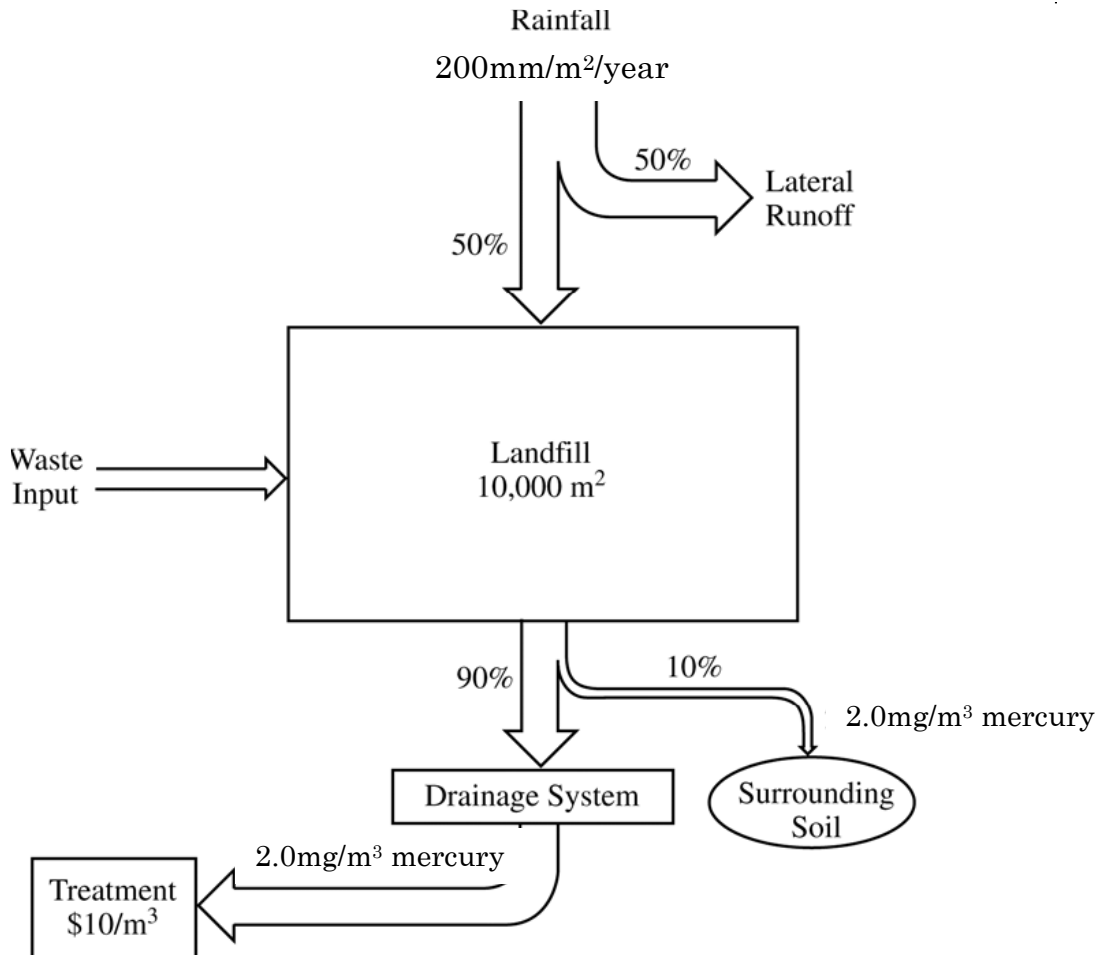 Rainfall
200mm/m²/year
50%
Lateral
Runoff
50%
Waste
Input
Landfill
10,000 m²
90%
10%
2.0mg/m³ mercury
Drainage System
Surrounding
Soil
2.0mg/m³ mercury
Treatment
$10/m³